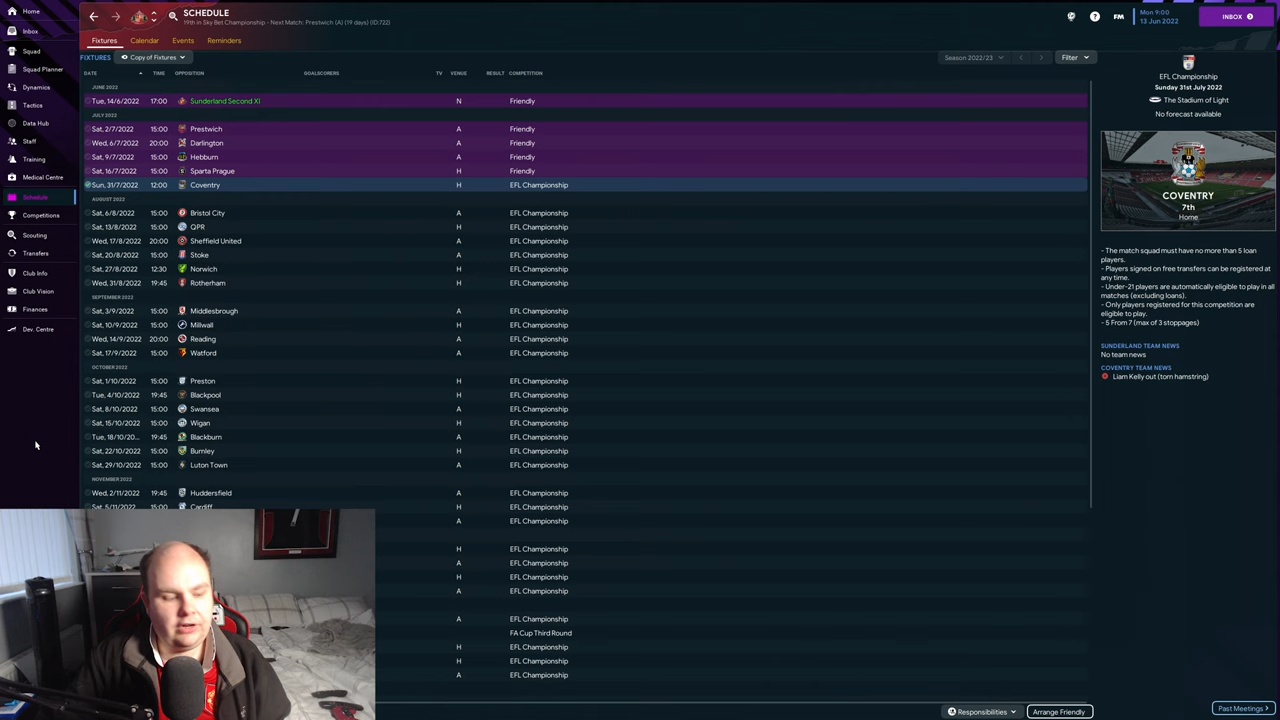 Home
Inbox
Squad
Squad Planner
Dynamics
Tactics
Data Hub
Staff
Training
Medical Centre
Schedule
Competitions
Scouting
Transfers
Club Info
Club Vision
Finances
Dev. Centre
SCHEDULE
19th in Sky Bet Championship - Next Match: Prestwich (A) (19 days) (ID:722)
FM
Mon 9:00
13 Jun 2022
INBOX
Fixtures Calendar Events Reminders
FIXTURES Copy of Fixtures Season 2022/23 Filter
DATE TIME OPPOSITION GOALSCORERS TV VENUE RESULT COMPETITION
JUNE 2022
Tue, 14/6/2022 17:00 Sunderland Second XI N Friendly
JULY 2022
Sat, 2/7/2022 15:00 Prestwich A Friendly
Wed, 6/7/2022 20:00 Darlington A Friendly
Sat, 9/7/2022 15:00 Hebburn A Friendly
Sat, 16/7/2022 15:00 Sparta Prague H Friendly
Sun, 31/7/2022 12:00 Coventry H EFL Championship
AUGUST 2022
Sat, 6/8/2022 15:00 Bristol City A EFL Championship
Sat, 13/8/2022 15:00 QPR H EFL Championship
Wed, 17/8/2022 20:00 Sheffield United A EFL Championship
Sat, 20/8/2022 15:00 Stoke A EFL Championship
Sat, 27/8/2022 12:30 Norwich H EFL Championship
Wed, 31/8/2022 19:45 Rotherham H EFL Championship
SEPTEMBER 2022
Sat, 3/9/2022 15:00 Middlesbrough A EFL Championship
Sat, 10/9/2022 15:00 Millwall H EFL Championship
Wed, 14/9/2022 20:00 Reading A EFL Championship
Sat, 17/9/2022 15:00 Watford A EFL Championship
OCTOBER 2022
Sat, 1/10/2022 15:00 Preston H EFL Championship
Tue, 4/10/2022 19:45 Blackpool H EFL Championship
Sat, 8/10/2022 15:00 Swansea A EFL Championship
Sat, 15/10/2022 15:00 Wigan H EFL Championship
Tue, 18/10/20... 19:45 Blackburn A EFL Championship
Sat, 22/10/2022 15:00 Burnley H EFL Championship
Sat, 29/10/2022 15:00 Luton Town A EFL Championship
NOVEMBER 2022
Wed, 2/11/2022 19:45 Huddersfield A EFL Championship
Sat, 5/11/2022 15:00 Cardiff H EFL Championship
A EFL Championship
H EFL Championship
A EFL Championship
H EFL Championship
A EFL Championship
A EFL Championship
FA Cup Third Round
H EFL Championship
H EFL Championship
A EFL Championship
Responsibilities Arrange Friendly
EFL Championship
Sunday 31st July 2022
The Stadium of Light
No forecast available
COVENTRY
7th
Home
- The match squad must have no more than 5 loan
players.
- Players signed on free transfers can be registered at
any time.
- Under-21 players are automatically eligible to play in all
matches (excluding loans).
- Only players registered for this competition are
eligible to play.
- 5 From 7 (max of 3 stoppages)
SUNDERLAND TEAM NEWS
No team news
COVENTRY TEAM NEWS
Liam Kelly out (torn hamstring)
Past Meetings